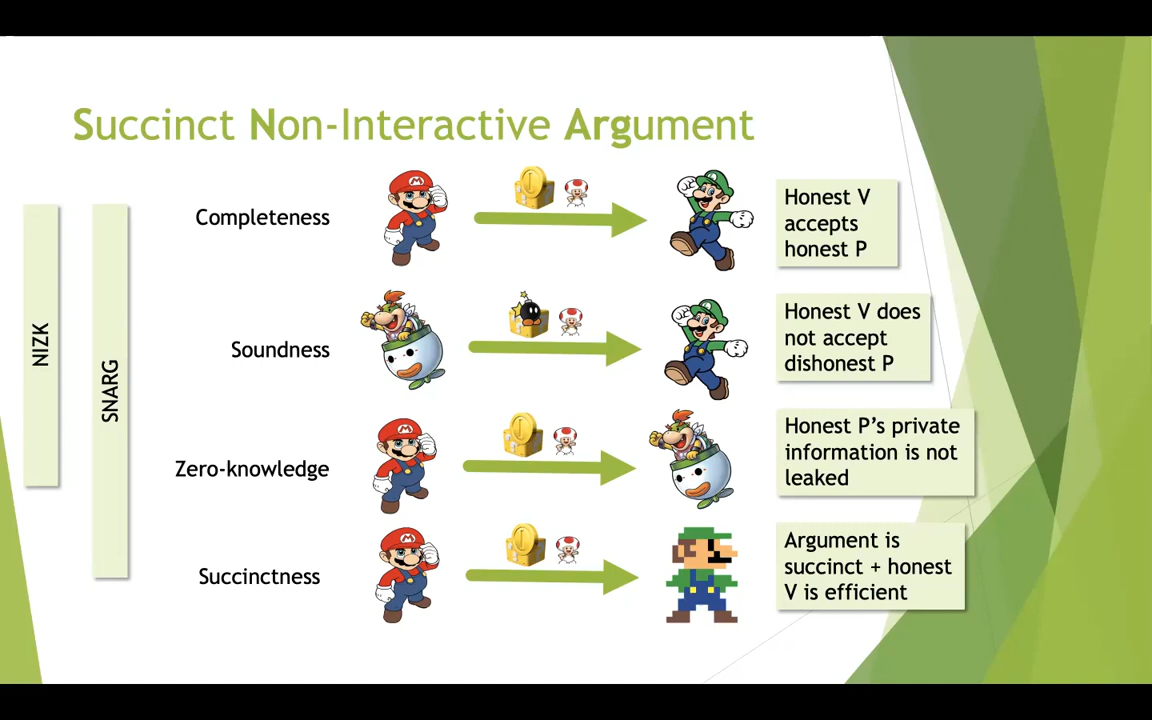 Succinct Non-Interactive Argument
NIZK
SNARG
Completeness
Honest V
accepts
honest P
Soundness
Honest V does
not accept
dishonest P
Zero-knowledge
Honest P’s private
information is not
leaked
Succinctness
Argument is
succinct + honest
V is efficient